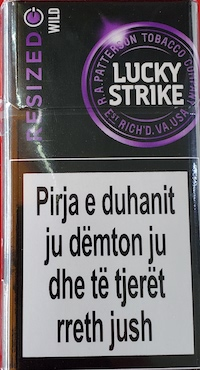 RESIZED
WILD
R.A. PATTERSON TOBACCO COMPANY
LUCKY
STRIKE
EST RICH'D. VA. USA
Pirja e duhanit
ju dëmton ju
dhe të tjerët
rreth jush